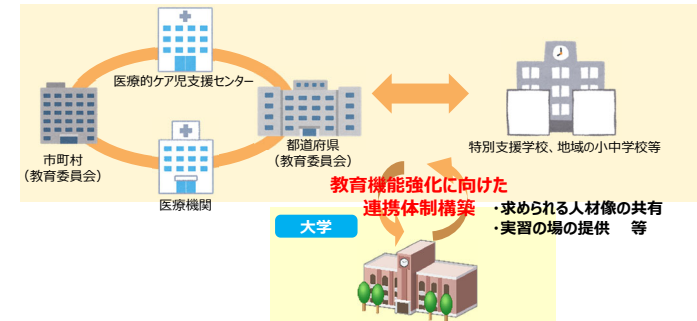 医療的ケア児支援センター
市町村
(教育委員会)
都道府県
(教育委員会)
医療機関
特別支援学校、地域の小中学校等
教育機能強化に向けた
連携体制構築
・求められる人材像の共有
・実習の場の提供　等
大学